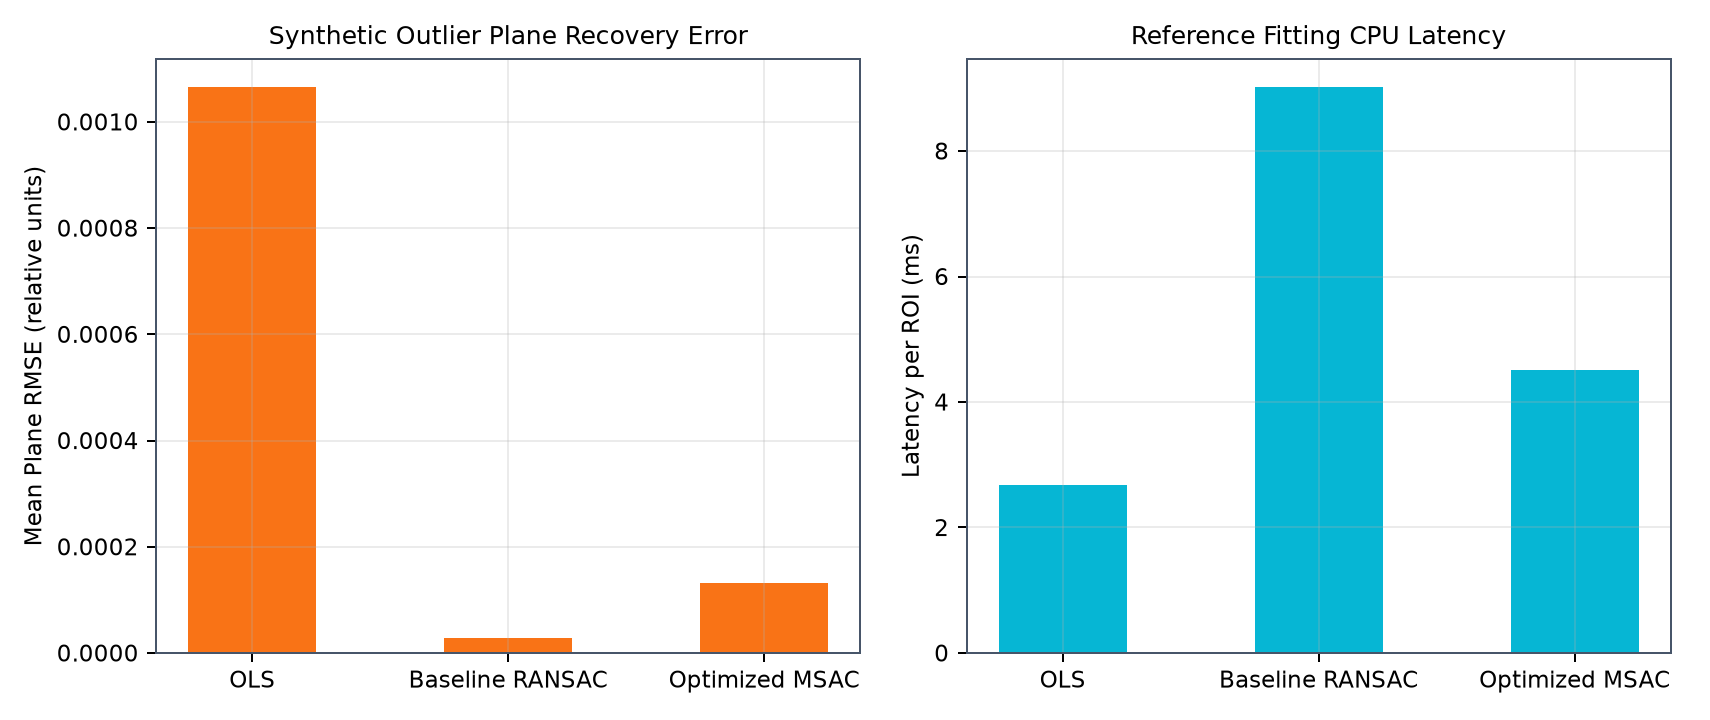 Synthetic Outlier Plane Recovery Error
Mean Plane RMSE (relative units)
0.0010
0.0008
0.0006
0.0004
0.0002
0.0000
OLS
Baseline RANSAC
Optimized MSAC
Reference Fitting CPU Latency
Latency per ROI (ms)
8
6
4
2
0
OLS
Baseline RANSAC
Optimized MSAC